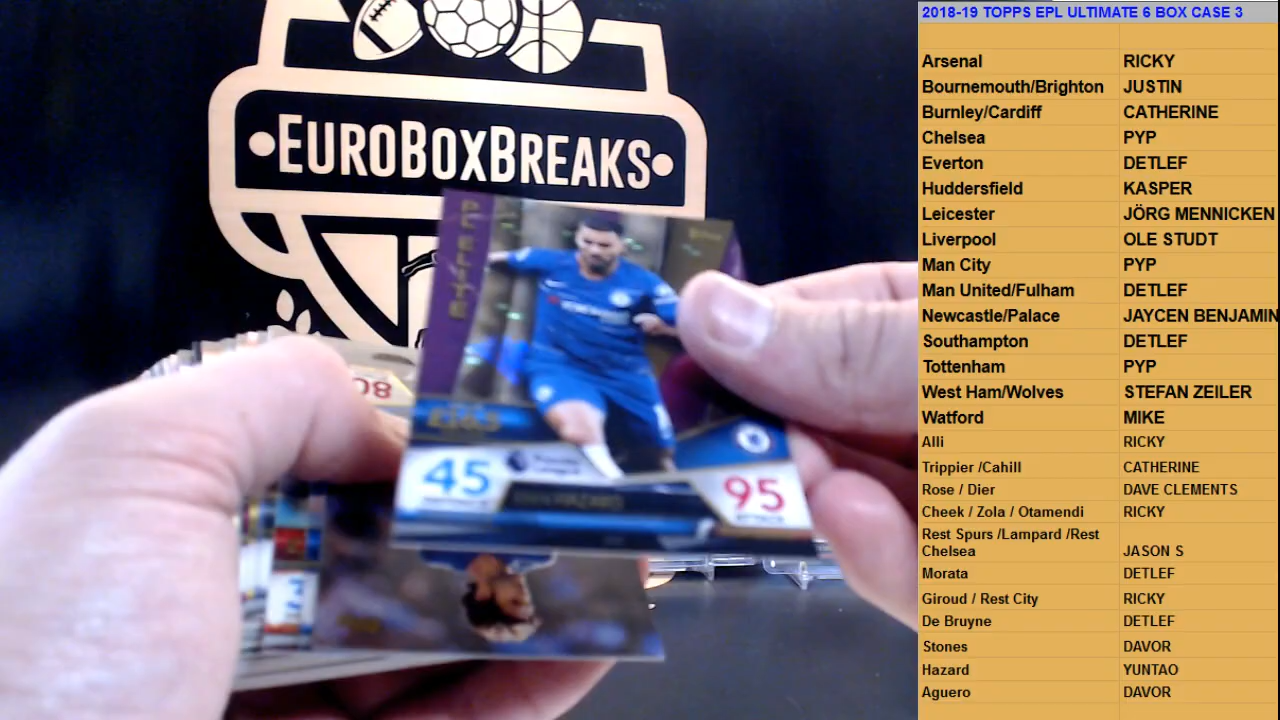 EUROBOXBREAKS
PL ELITE
45
95
80
2018-19 TOPPS EPL ULTIMATE 6 BOX CASE 3
Arsenal RICKY
Bournemouth/Brighton JUSTIN
Burnley/Cardiff CATHERINE
Chelsea PYP
Everton DETLEF
Huddersfield KASPER
Leicester JÖRG MENNICKEN
Liverpool OLE STUDT
Man City PYP
Man United/Fulham DETLEF
Newcastle/Palace JAYCEN BENJAMIN
Southampton DETLEF
Tottenham PYP
West Ham/Wolves STEFAN ZEILER
Watford MIKE
Alli RICKY
Trippier /Cahill CATHERINE
Rose / Dier DAVE CLEMENTS
Cheek / Zola / Otamendi RICKY
Rest Spurs /Lampard /Rest
Chelsea JASON S
Morata DETLEF
Giroud / Rest City RICKY
De Bruyne DETLEF
Stones DAVOR
Hazard YUNTAO
Aguero DAVOR